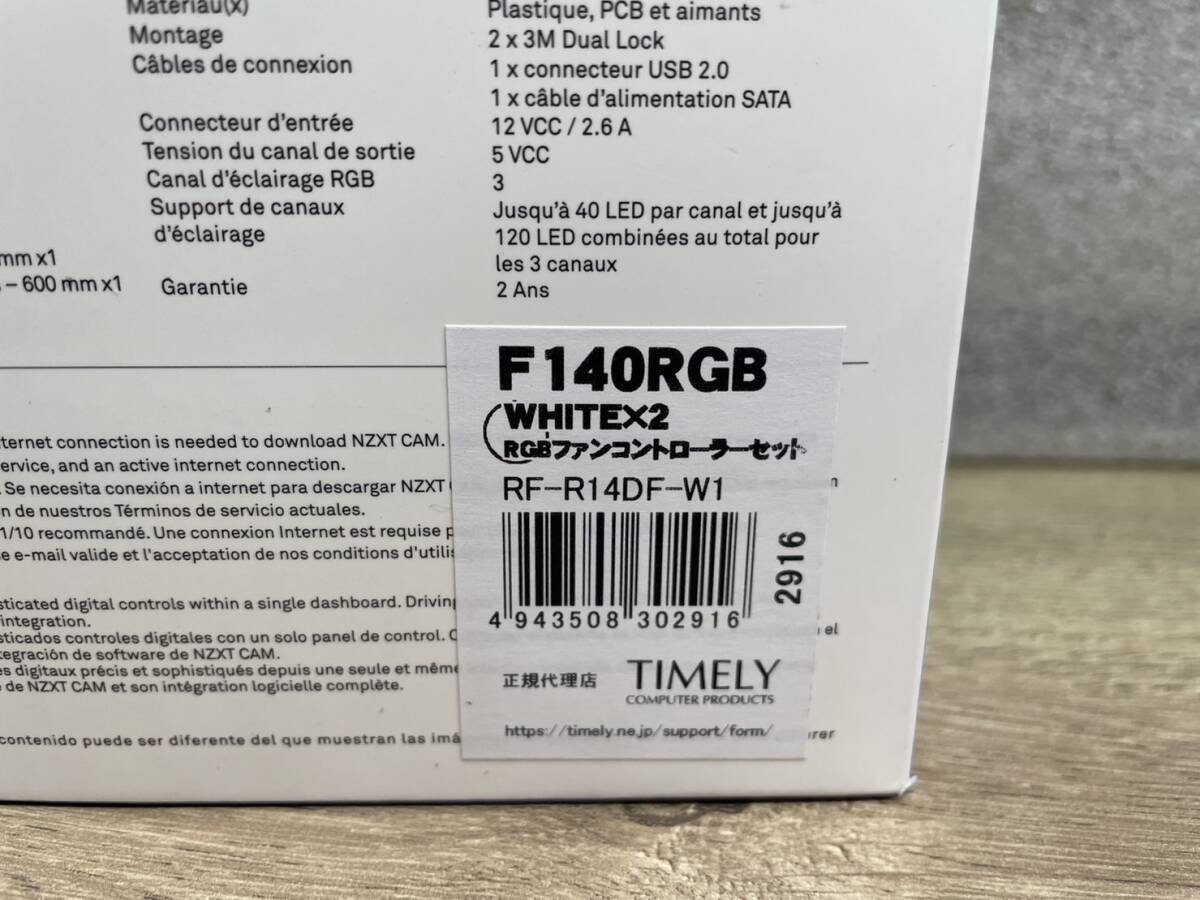 Matériau(x) Plastique, PCB et aimants
Montage 2 x 3M Dual Lock
Câbles de connexion 1 x connecteur USB 2.0
1 x câble d'alimentation SATA
Connecteur d'entrée 12 VCC / 2.6 A
Tension du canal de sortie 5 VCC
Canal d'éclairage RGB 3
Support de canaux Jusqu'à 40 LED par canal et jusqu'à
d'éclairage 120 LED combinées au total pour
les 3 canaux
mm x1
– 600 mm x1
Garantie 2 Ans
F140RGB
WHITE×2
RGBファンコントローラーセット
RF-R14DF-W1
2916
4 943508 302916
正規代理店 TIMELY
COMPUTER PRODUCTS
https://timely.ne.jp/support/form/
ternet connection is needed to download NZXT CAM.
ervice, and an active internet connection.
. Se necesita conexión a internet para descargar NZXT
n de nuestros Términos de servicio actuales.
1/10 recommandé. Une connexion Internet est requise p
e e-mail valide et l'acceptation de nos conditions d'utilis
sticated digital controls within a single dashboard. Driving
integration.
sticados controles digitales con un solo panel de control. C
el
tegración de software de NZXT CAM.
es digitaux précis et sophistiqués depuis une seule et même
de NZXT CAM et son intégration logicielle complète.
contenido puede ser diferente del que muestran las imá
rer